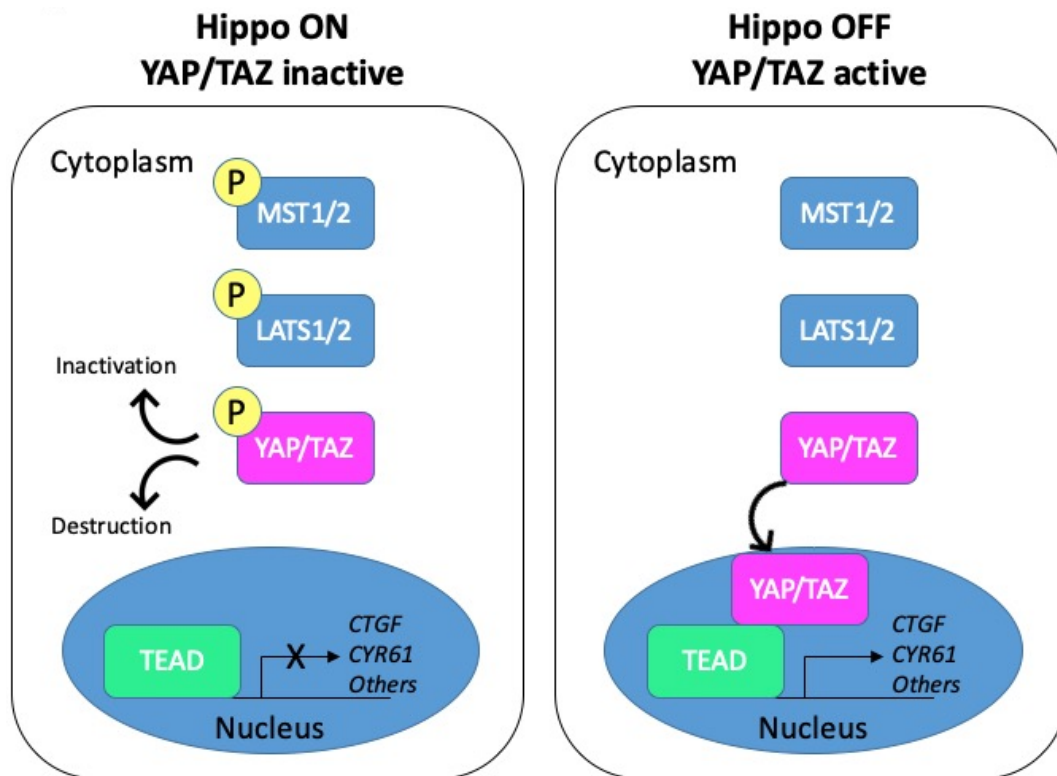 Hippo ON
YAP/TAZ inactive
Cytoplasm
P
MST1/2
P
LATS1/2
Inactivation
P
YAP/TAZ
Destruction
TEAD
X
CTGF
CYR61
Others
Nucleus
Hippo OFF
YAP/TAZ active
Cytoplasm
MST1/2
LATS1/2
YAP/TAZ
YAP/TAZ
TEAD
CTGF
CYR61
Others
Nucleus